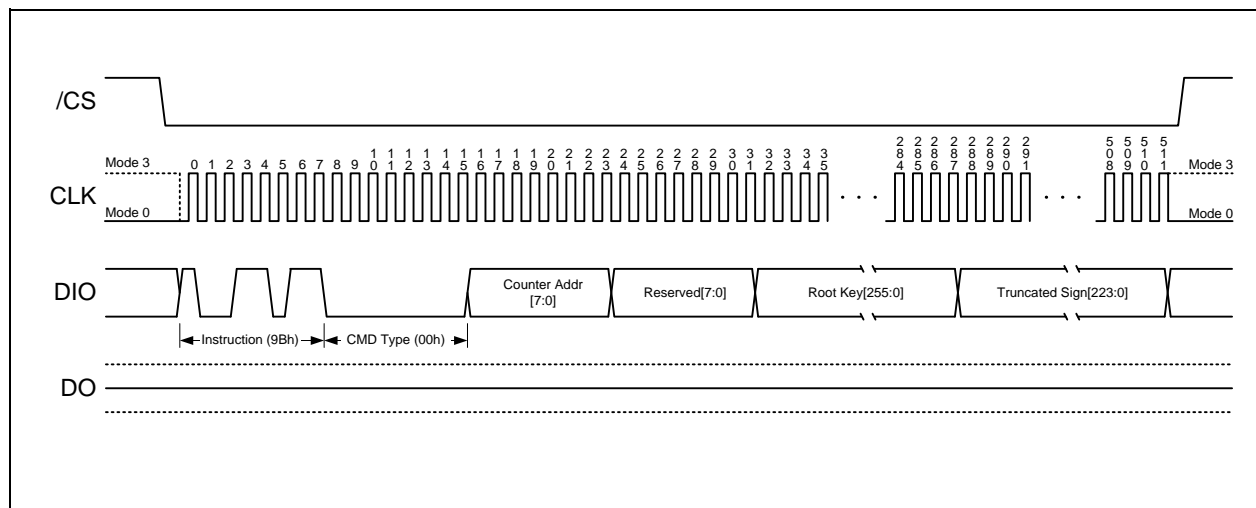 /CS
0 1 2 3 4 5 6 7 8 9 10 11 12 13 14 15 16 17 18 19 20 21 22 23 24 25 26 27 28 29 30 31 32 33 34 35 284 285 286 287 288 289 290 291 508 509 510 511
Mode 3
Mode 3
CLK
. . .
. . .
Mode 0
Mode 0
DIO
Counter Addr
[7:0]
Reserved[7:0]
Root Key[255:0]
Truncated Sign[223:0]
Instruction (9Bh)
CMD Type (00h)
DO